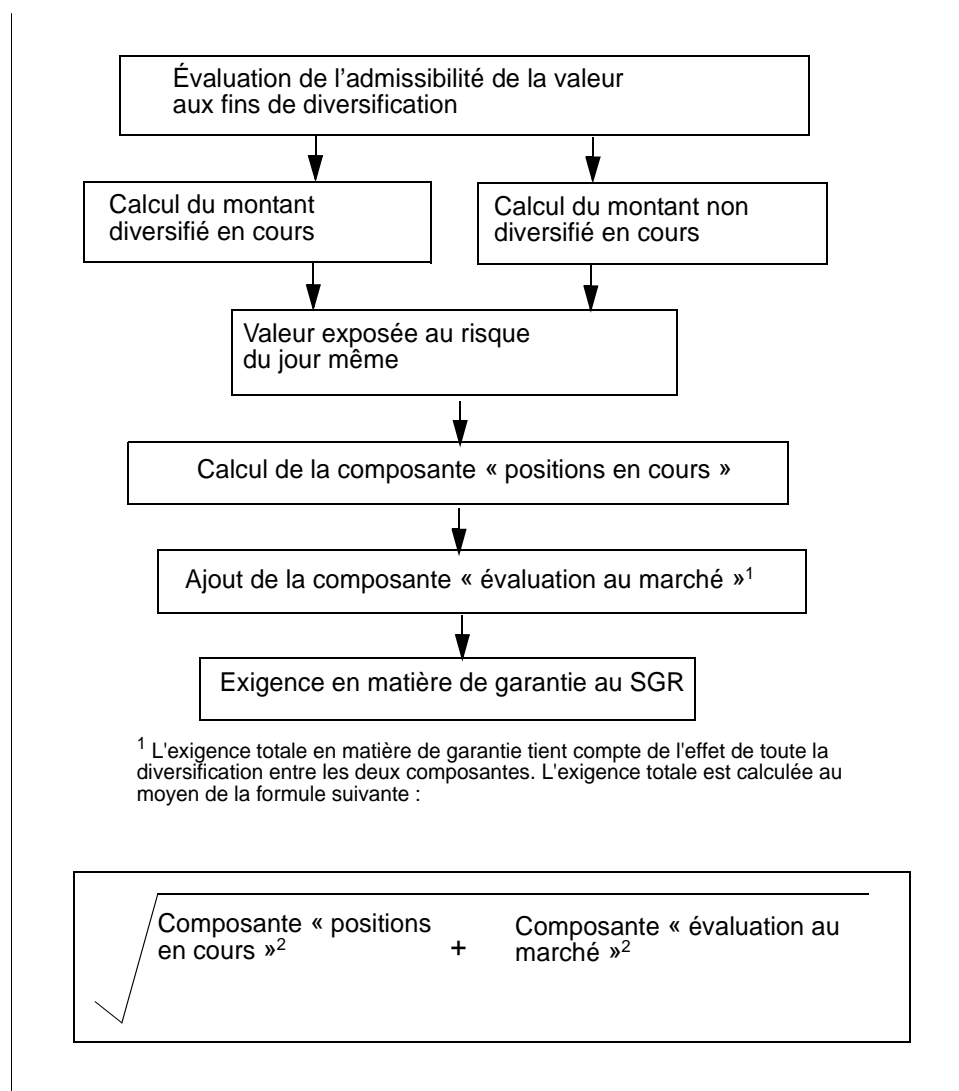 Évaluation de l’admissibilité de la valeur
aux fins de diversification
Calcul du montant
diversifié en cours
Calcul du montant non
diversifié en cours
Valeur exposée au risque
du jour même
Calcul de la composante « positions en cours »
Ajout de la composante « évaluation au marché »¹
Exigence en matière de garantie au SGR
¹ L'exigence totale en matière de garantie tient compte de l'effet de toute la
diversification entre les deux composantes. L'exigence totale est calculée au
moyen de la formule suivante :
Composante « positions
en cours »²
+
Composante « évaluation au
marché »²